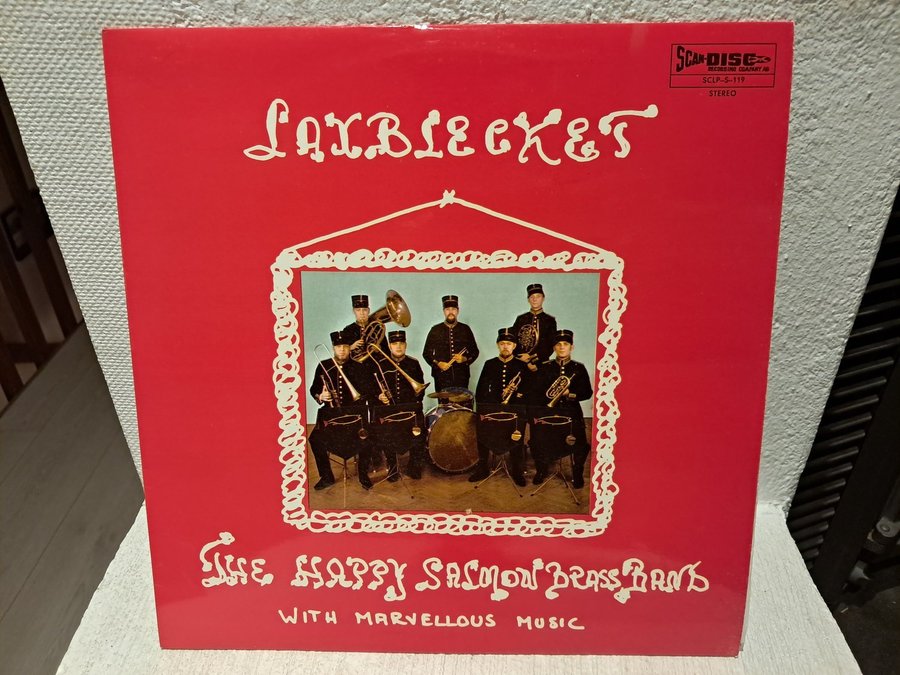 SCAN-DISC
RECORDING COMPANY AB
SCLP-S-119
STEREO
LAXBLECKET
THE HAPPY SALMON BRASS BAND
WITH MARVELLOUS MUSIC